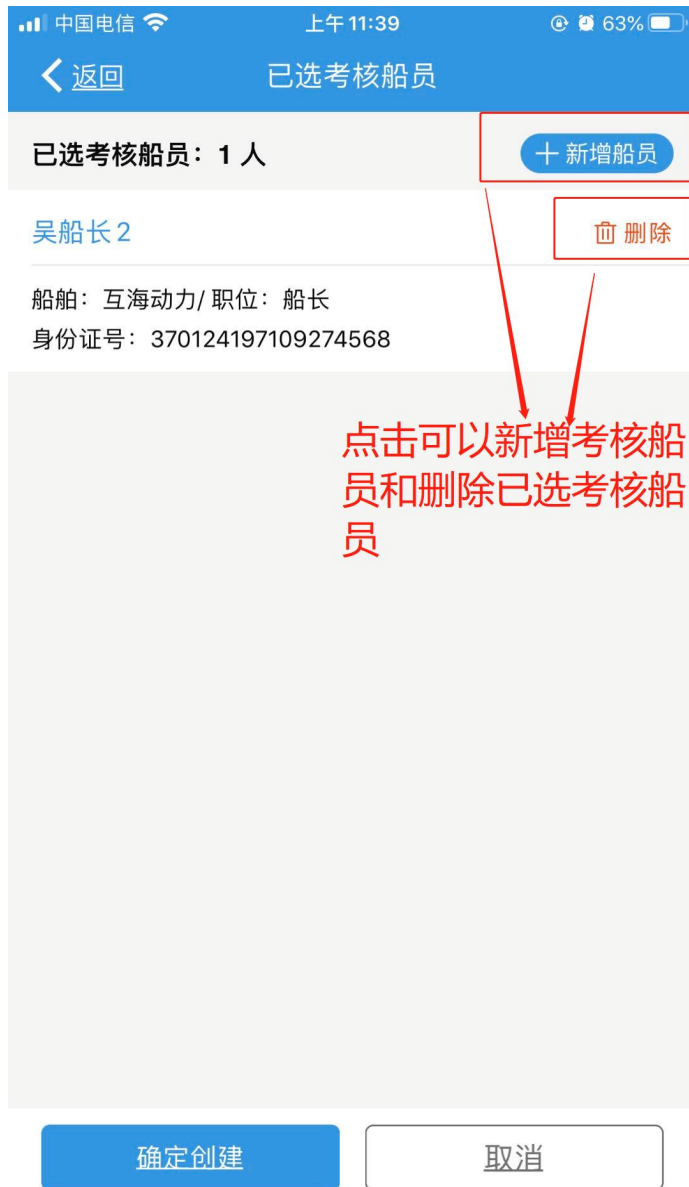 中国电信 上午 11:39 63%
返回 已选考核船员
已选考核船员：1 人 新增船员
吴船长 2 删除
船舶：互海动力/ 职位：船长
身份证号：370124197109274568
点击可以新增考核船
员和删除已选考核船
员
确定创建 取消